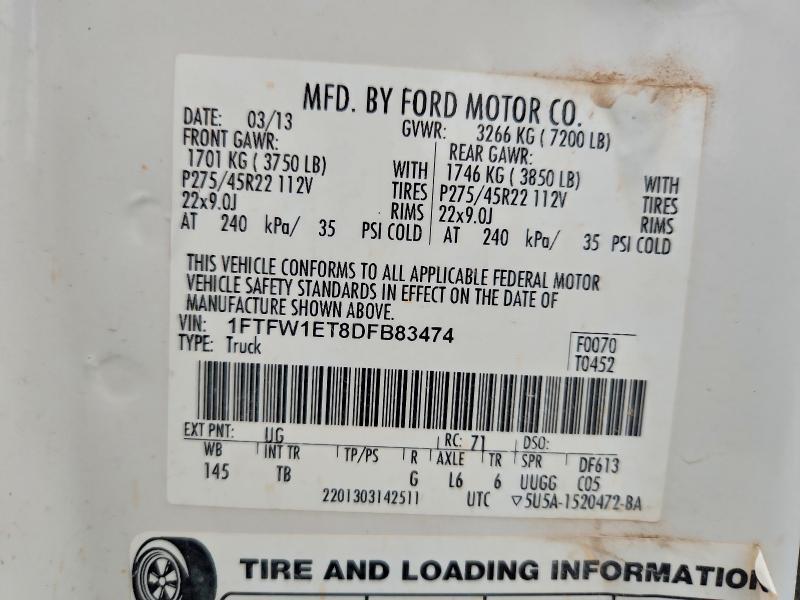 MFD. BY FORD MOTOR CO.
DATE: 03/13 GVWR: 3266 KG ( 7200 LB)
FRONT GAWR: REAR GAWR:
1701 KG ( 3750 LB) WITH 1746 KG ( 3850 LB) WITH
P275/45R22 112V TIRES P275/45R22 112V TIRES
22x9.0J RIMS 22x9.0J RIMS
AT 240 kPa/ 35 PSI COLD AT 240 kPa/ 35 PSI COLD
THIS VEHICLE CONFORMS TO ALL APPLICABLE FEDERAL MOTOR
VEHICLE SAFETY STANDARDS IN EFFECT ON THE DATE OF
MANUFACTURE SHOWN ABOVE.
VIN: 1FTFW1ET8DFB83474
TYPE: Truck
F0070
T0452
EXT PNT: UG RC: 71 DSO:
WB INT TR TP/PS R AXLE TR SPR DF613
145 TB G L6 6 UUGG C05
2201303142511 UTC ▽5U5A-1520472-BA
TIRE AND LOADING INFORMATION